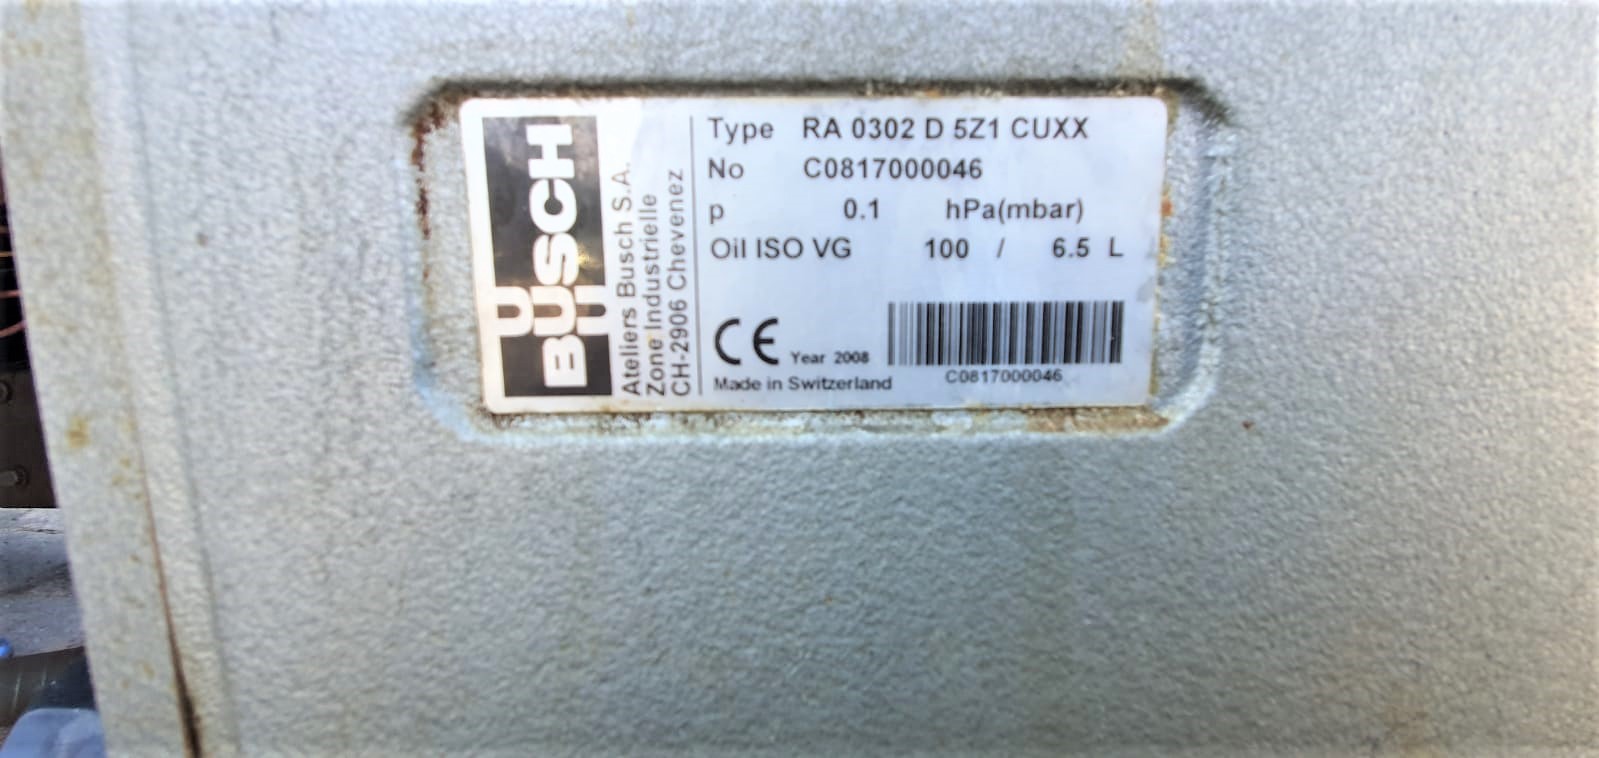 BUSCH
Ateliers Busch S.A.
Zone Industrielle
CH-2906 Chevenez
Type RA 0302 D 5Z1 CUXX
No C0817000046
p 0.1 hPa(mbar)
Oil ISO VG 100 / 6.5 L
CE Year 2008
Made in Switzerland
C0817000046